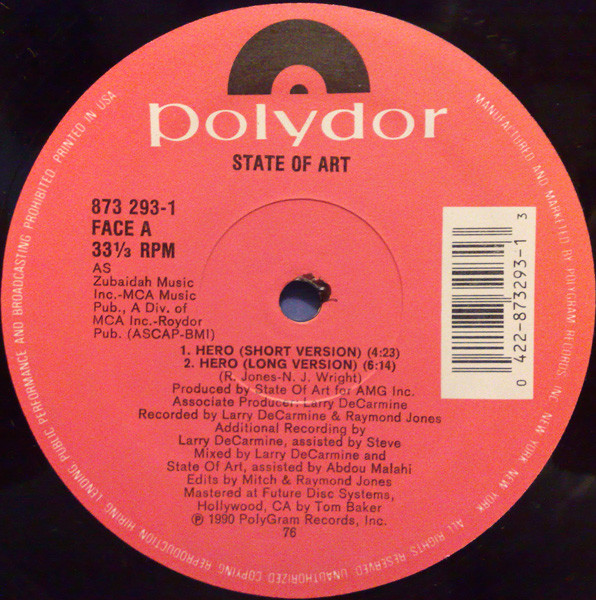 polydor
STATE OF ART
873 293-1
FACE A
33⅓ RPM
AS
Zubaidah Music
Inc.-MCA Music
Pub., A Div. of
MCA Inc.-Roydor
Pub. (ASCAP-BMI)
0 422-873293-1 3
1. HERO (SHORT VERSION) (4:23)
2. HERO (LONG VERSION) (6:14)
(R. Jones-N. J. Wright)
Produced by State Of Art for AMG Inc.
Associate Producer: Larry DeCarmine
Recorded by Larry DeCarmine & Raymond Jones
Additional Recording by
Larry DeCarmine, assisted by Steve
Mixed by Larry DeCarmine and
State Of Art, assisted by Abdou Malahi
Edits by Mitch & Raymond Jones
Mastered at Future Disc Systems,
Hollywood, CA by Tom Baker
Ⓟ 1990 PolyGram Records, Inc.
76
MANUFACTURED AND MARKETED BY POLYGRAM RECORDS INC. NEW YORK, NEW YORK
ALL RIGHTS RESERVED. UNAUTHORIZED COPYING REPRODUCTION HIRING LENDING PUBLIC PERFORMANCE AND BROADCASTING PROHIBITED. PRINTED IN USA